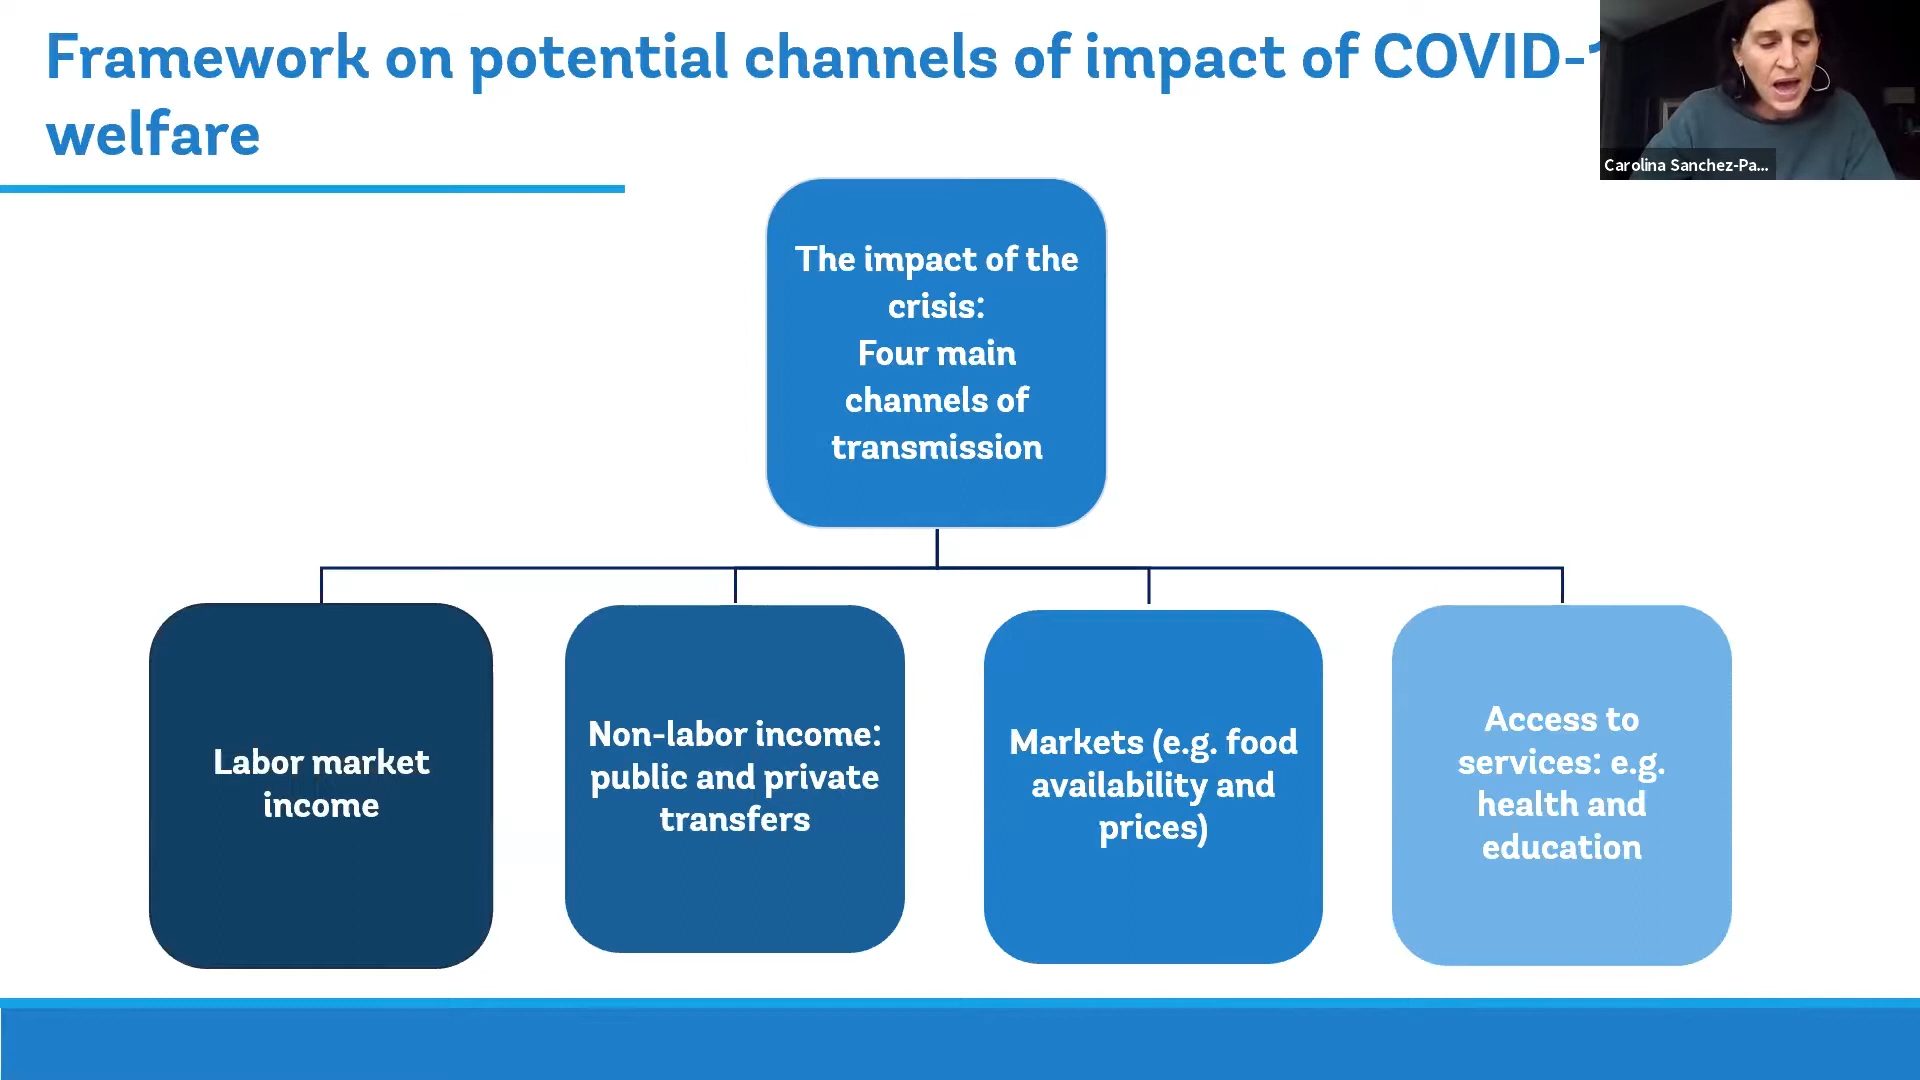 Framework on potential channels of impact of COVID-1
welfare
Carolina Sanchez-Pa...
The impact of the
crisis:
Four main
channels of
transmission
Labor market
income
Non-labor income:
public and private
transfers
Markets (e.g. food
availability and
prices)
Access to
services: e.g.
health and
education